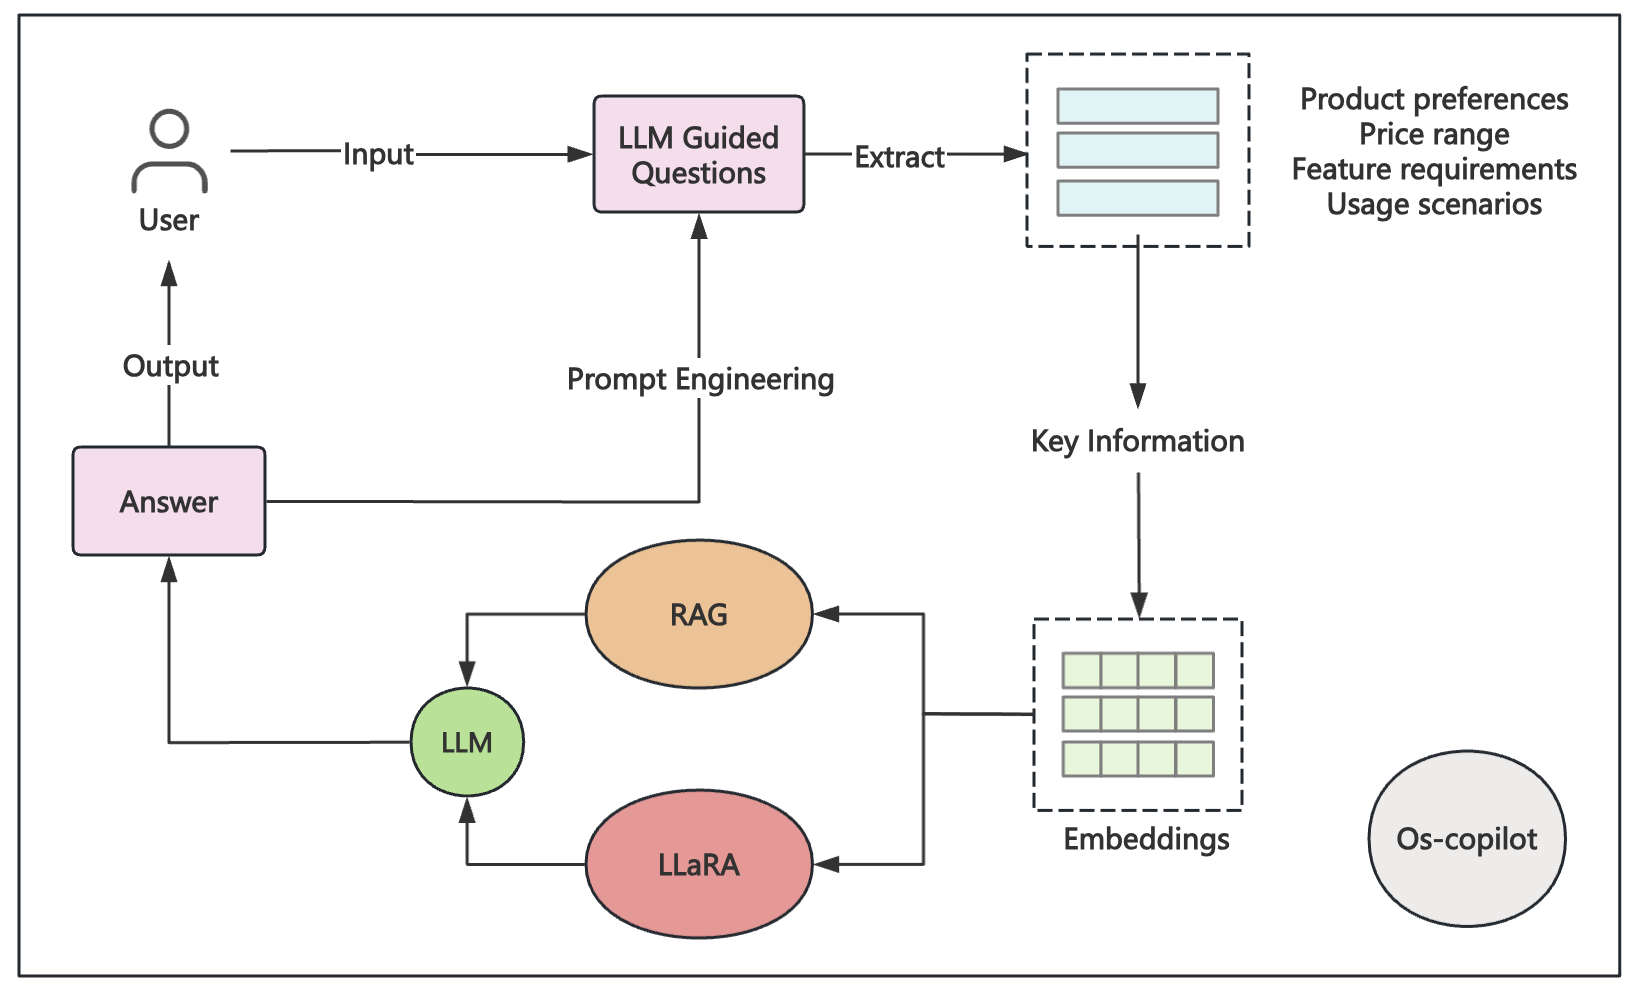 User
Input
LLM Guided
Questions
Extract
Product preferences
Price range
Feature requirements
Usage scenarios
Output
Prompt Engineering
Key Information
Answer
RAG
LLM
LLaRA
Embeddings
Os-copilot